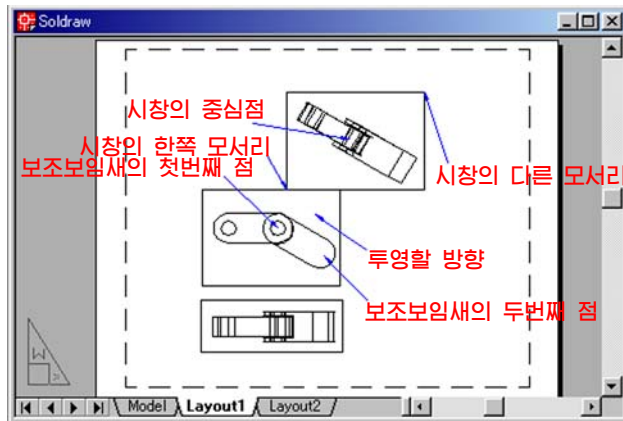 Soldraw
시창의 중심점
시창의 한쪽 모서리
보조보임새의 첫번째 점
시창의 다른 모서리
투영할 방향
보조보임새의 두번째 점
W
Model Layout1 Layout2